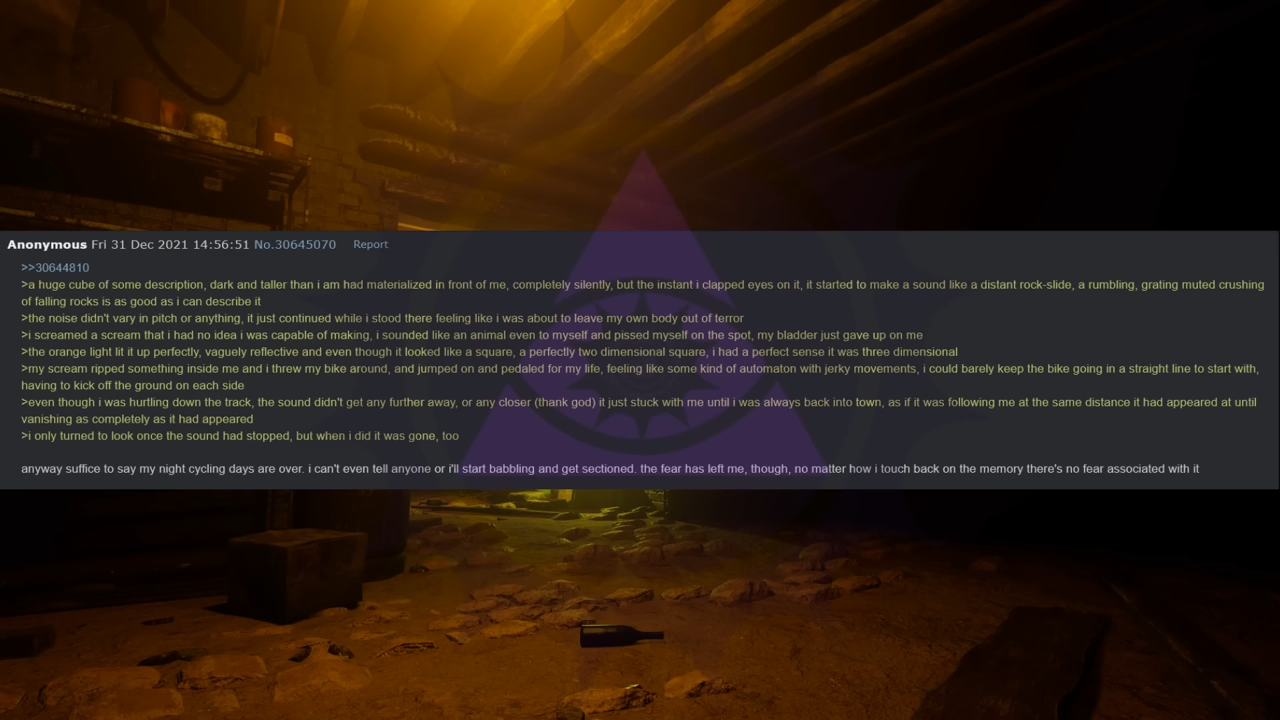 Anonymous Fri 31 Dec 2021 14:56:51 No.30645070 Report
>>30644810
>a huge cube of some description, dark and taller than i am had materialized in front of me, completely silently, but the instant i clapped eyes on it, it started to make a sound like a distant rock-slide, a rumbling, grating muted crushing
of falling rocks is as good as i can describe it
>the noise didn't vary in pitch or anything, it just continued while i stood there feeling like i was about to leave my own body out of terror
>i screamed a scream that i had no idea i was capable of making, i sounded like an animal even to myself and pissed myself on the spot, my bladder just gave up on me
>the orange light lit it up perfectly, vaguely reflective and even though it looked like a square, a perfectly two dimensional square, i had a perfect sense it was three dimensional
>my scream ripped something inside me and i threw my bike around, and jumped on and pedaled for my life, feeling like some kind of automaton with jerky movements, i could barely keep the bike going in a straight line to start with,
having to kick off the ground on each side
>even though i was hurtling down the track, the sound didn't get any further away, or any closer (thank god) it just stuck with me until i was always back into town, as if it was following me at the same distance it had appeared at until
vanishing as completely as it had appeared
>i only turned to look once the sound had stopped, but when i did it was gone, too
anyway suffice to say my night cycling days are over. i can't even tell anyone or i'll start babbling and get sectioned. the fear has left me, though, no matter how i touch back on the memory there's no fear associated with it